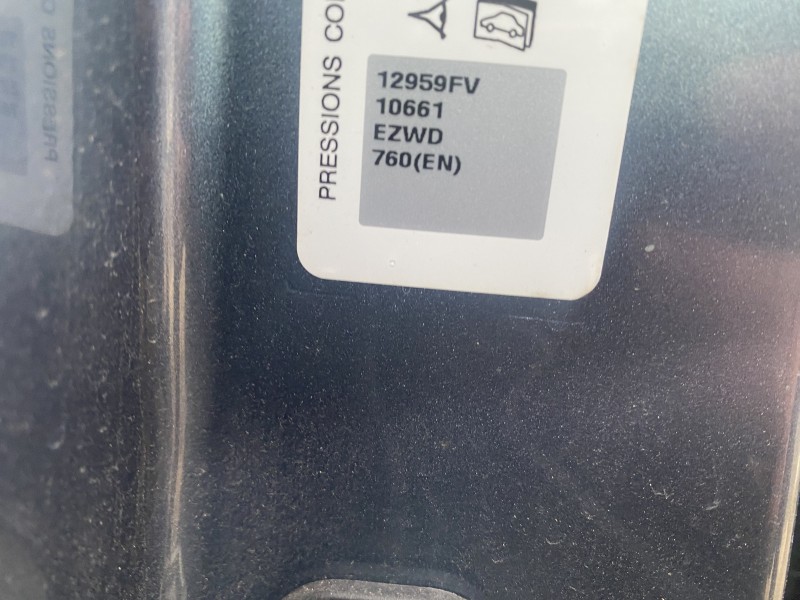 PRESSIONS CO
12959FV
10661
EZWD
760(EN)